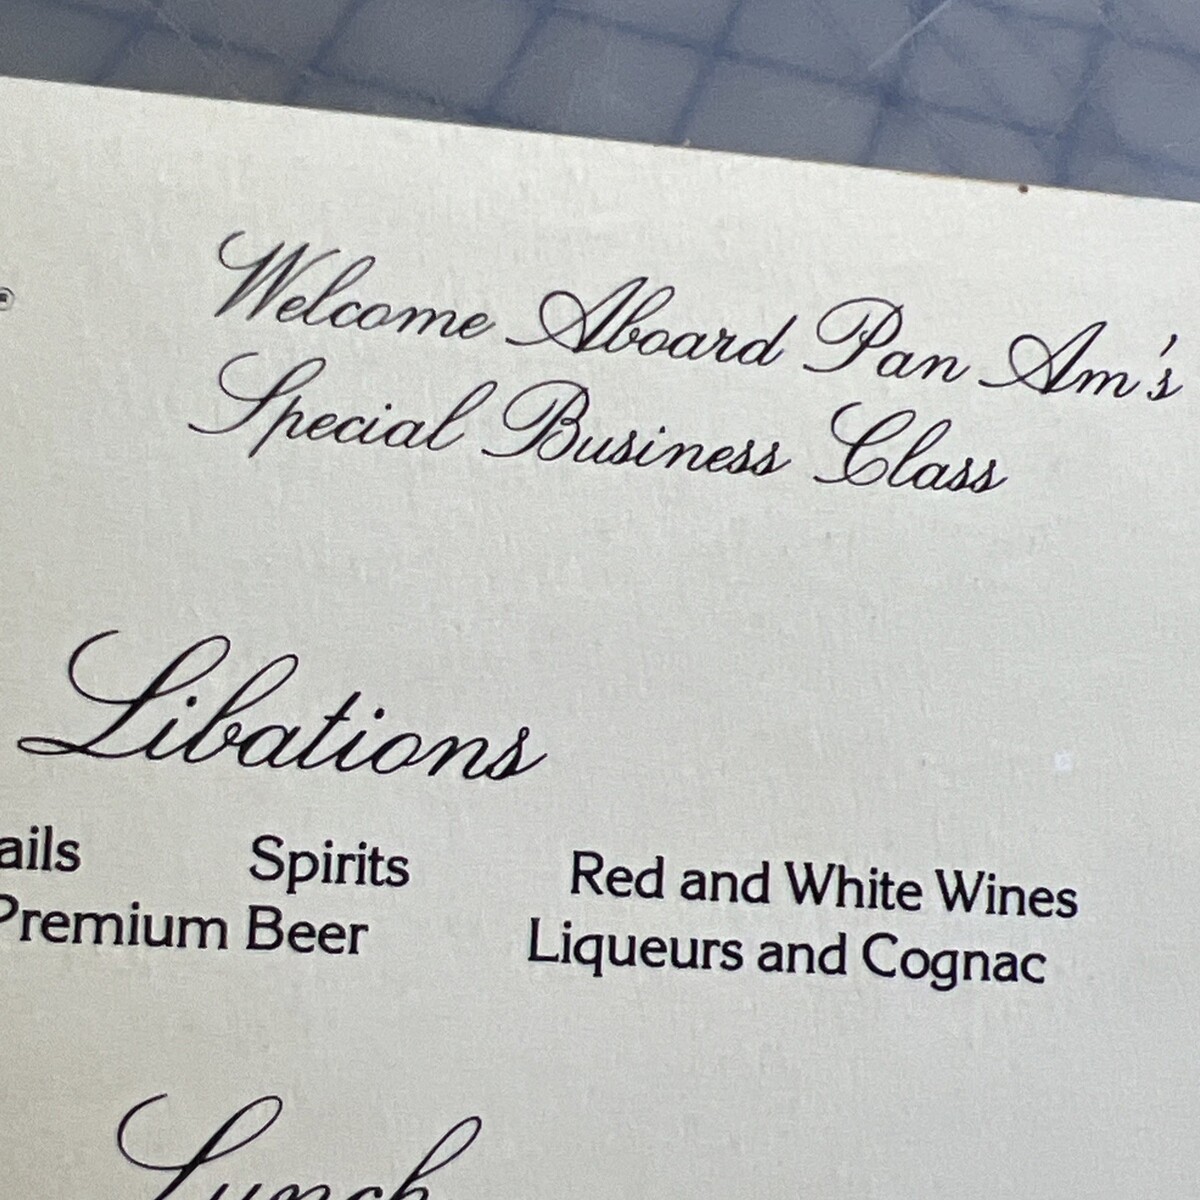 ®
Welcome Aboard Pan Am's
Special Business Class
Libations
ails Spirits Red and White Wines
Premium Beer Liqueurs and Cognac
Lunch